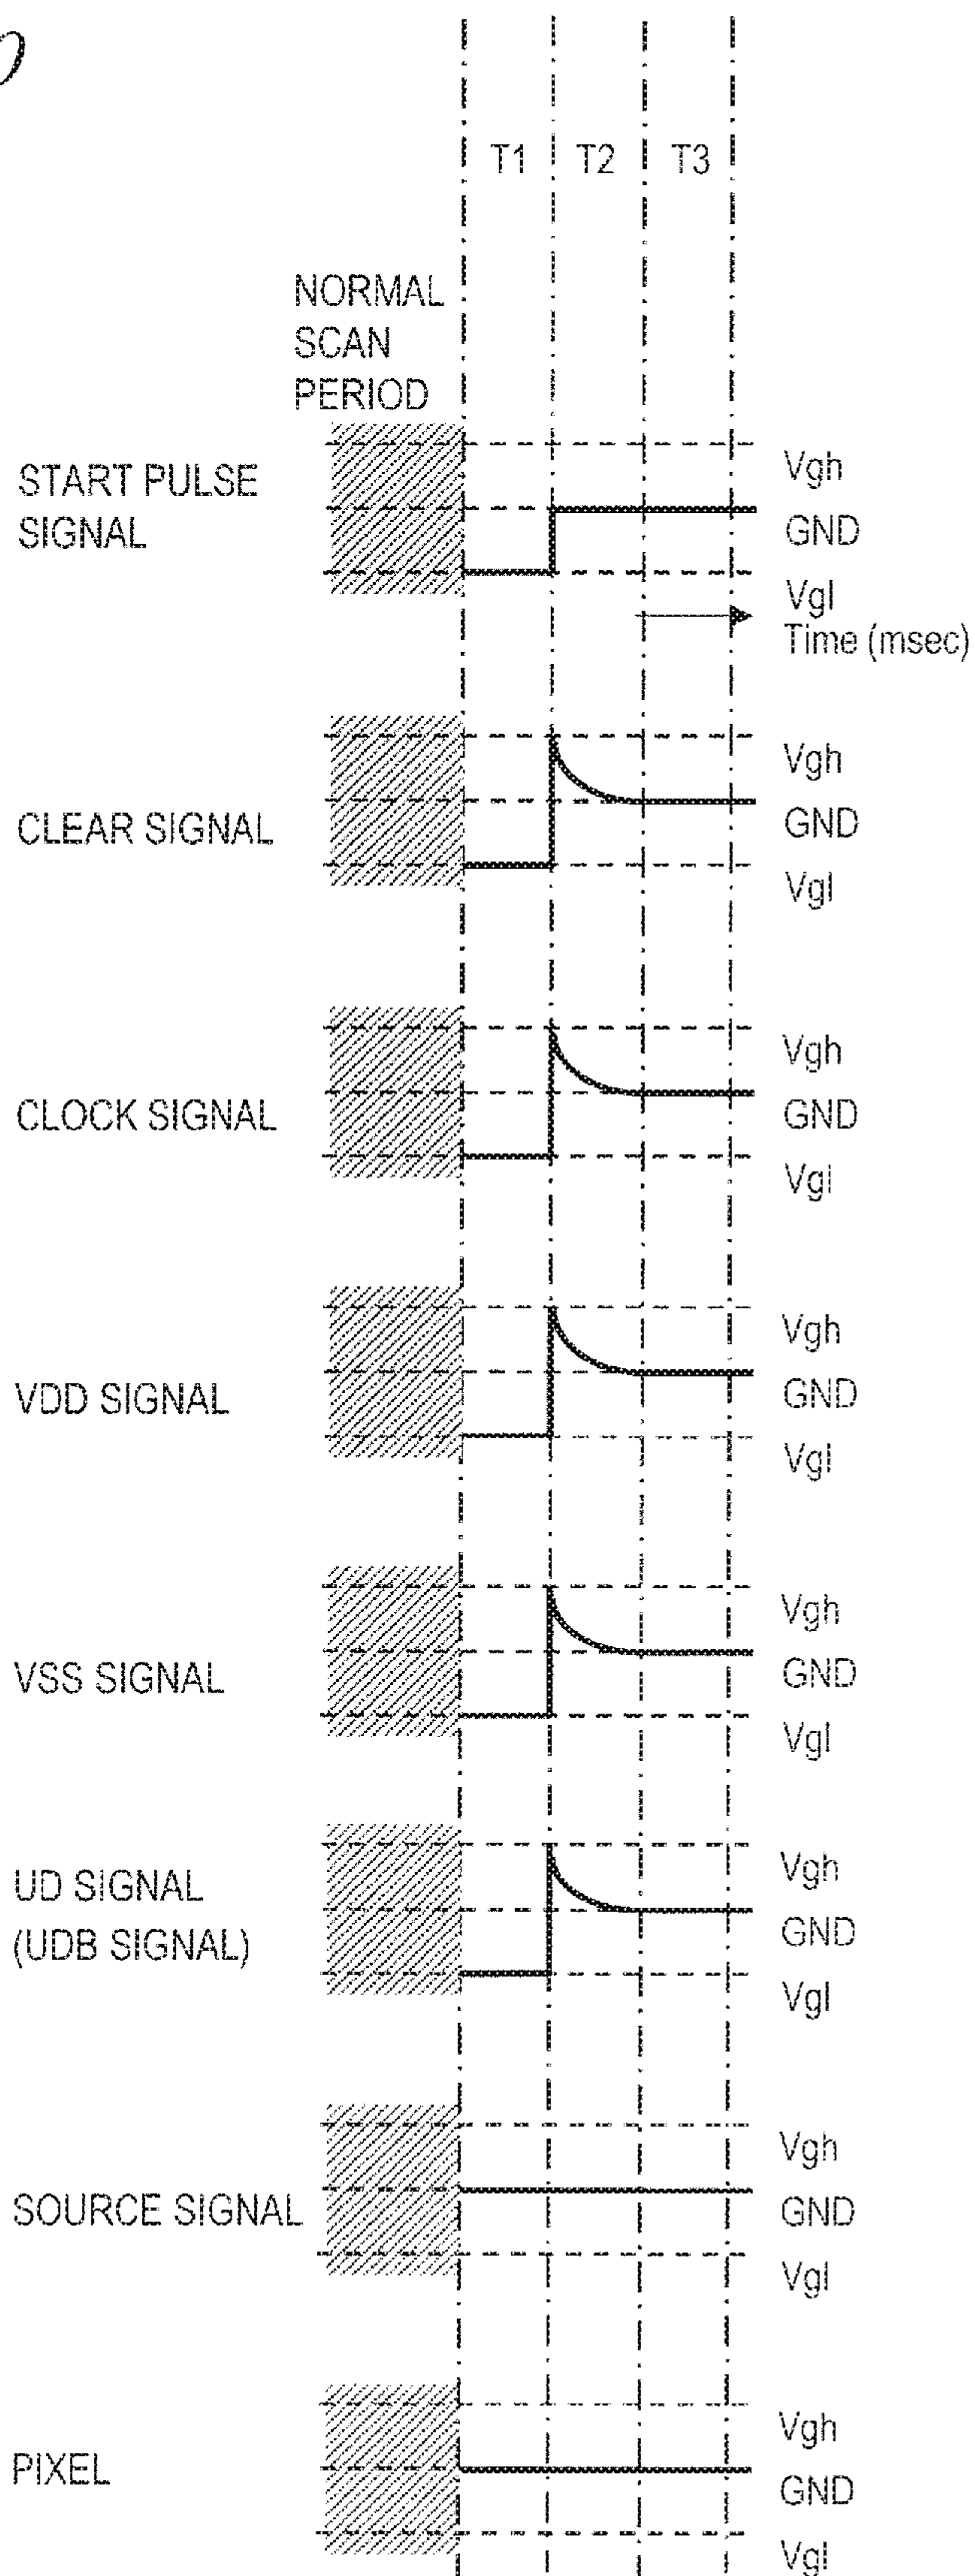 T1 T2 T3
NORMAL
SCAN
PERIOD
START PULSE
SIGNAL
Vgh
GND
Vgl
Time (msec)
CLEAR SIGNAL
Vgh
GND
Vgl
CLOCK SIGNAL
Vgh
GND
Vgl
VDD SIGNAL
Vgh
GND
Vgl
VSS SIGNAL
Vgh
GND
Vgl
UD SIGNAL
(UDB SIGNAL)
Vgh
GND
Vgl
SOURCE SIGNAL
Vgh
GND
Vgl
PIXEL
Vgh
GND
Vgl